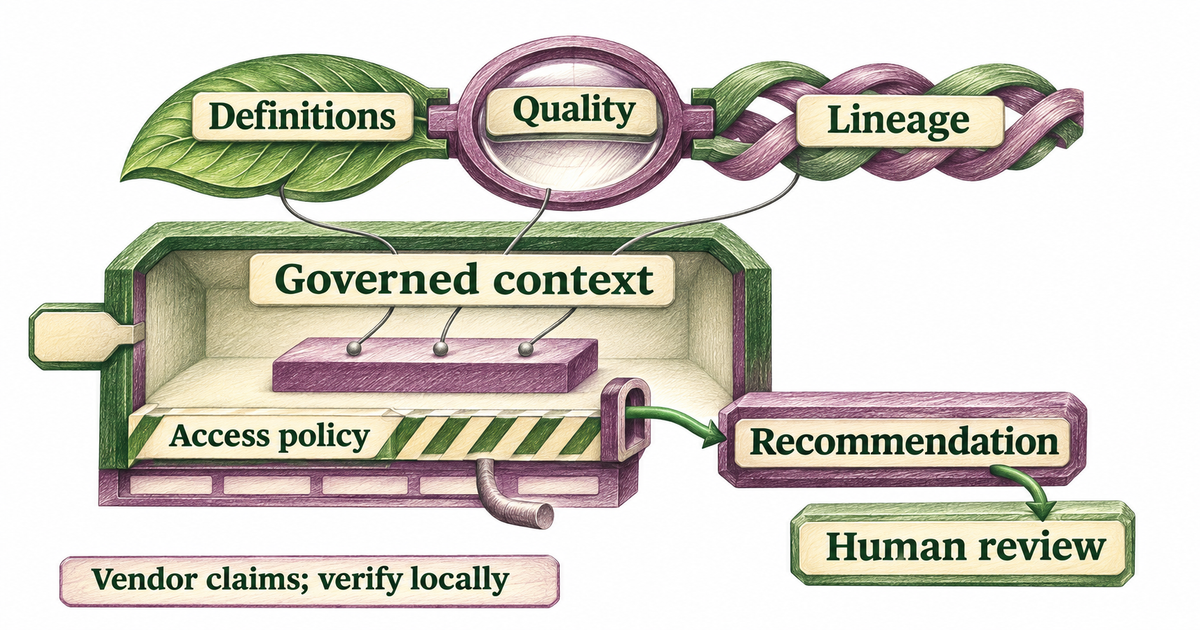 Definitions
Quality
Lineage
Governed context
Access policy
Recommendation
Human review
Vendor claims; verify locally